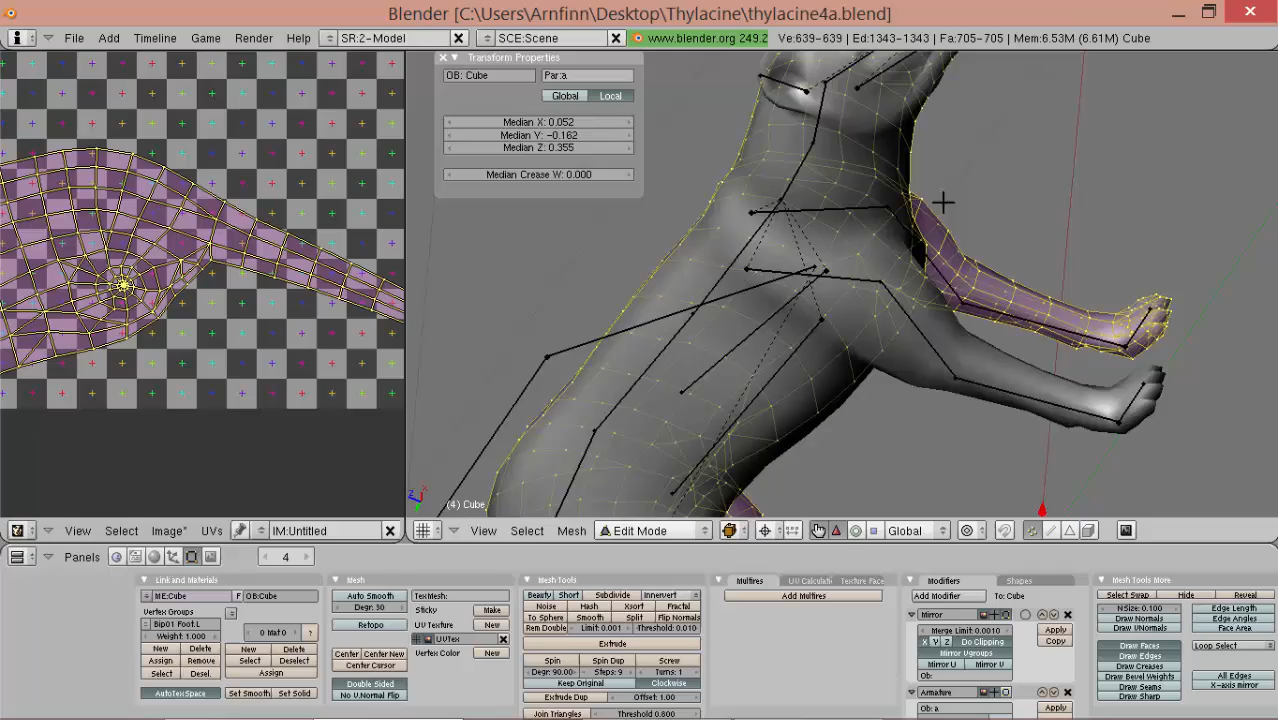 Blender [C:\Users\Arnfinn\Desktop\Thylacine\thylacine4a.blend]
File Add Timeline Game Render Help SR:2-Model SCE:Scene www.blender.org 249.2 Ve:639-639 | Ed:1343-1343 | Fa:705-705 | Mem:6.53M (6.61M) Cube
Transform Properties
OB: Cube Par:a
Global Local
Median X: 0.052
Median Y: -0.162
Median Z: 0.355
Median Crease W: 0.000
(4) Cube
View Select Image* UVs IM:Untitled
View Select Mesh Edit Mode Global
Panels 4
Link and Materials
ME:Cube F OB:Cube
Vertex Groups
Bip01 Foot.L
Weight: 1.000
0 Mat 0 ?
New Delete
New Delete
Assign Remove
Select Deselect
Select Desel.
Assign
AutoTexSpace
Set Smooth Set Solid
Mesh
Auto Smooth
Degr: 30
Retopo
Center Center New
Center Cursor
Double Sided
No V.Normal Flip
TexMesh:
Sticky Make
UV Texture New
UVTex
Vertex Color New
Mesh Tools
Beauty Short Subdivide Innervert
Noise Hash Xsort Fractal
To Sphere Smooth Split Flip Normals
Rem Double Limit: 0.001 Threshold: 0.010
Extrude
Spin Spin Dup Screw
Degr: 90.00 Steps: 9 Turns: 1
Keep Original Clockwise
Extrude Dup Offset: 1.00
Join Triangles Threshold 0.800
Multires UV Calculati Texture Face
Add Multires
Modifiers Shapes
Add Modifier To: Cube
Mirror
Merge Limit: 0.0010
X Y Z Do Clipping
Mirror Vgroups
Mirror U Mirror V
Ob:
Apply
Copy
Armature
Ob: a
Apply
Mesh Tools More
Select Swap Hide Reveal
NSize: 0.100
Draw Normals
Draw VNormals
Edge Length
Edge Angles
Face Area
Draw Faces
Draw Edges
Draw Creases
Draw Bevel Weights
Draw Seams
Draw Sharp
Loop Select
All Edges
X-axis mirror